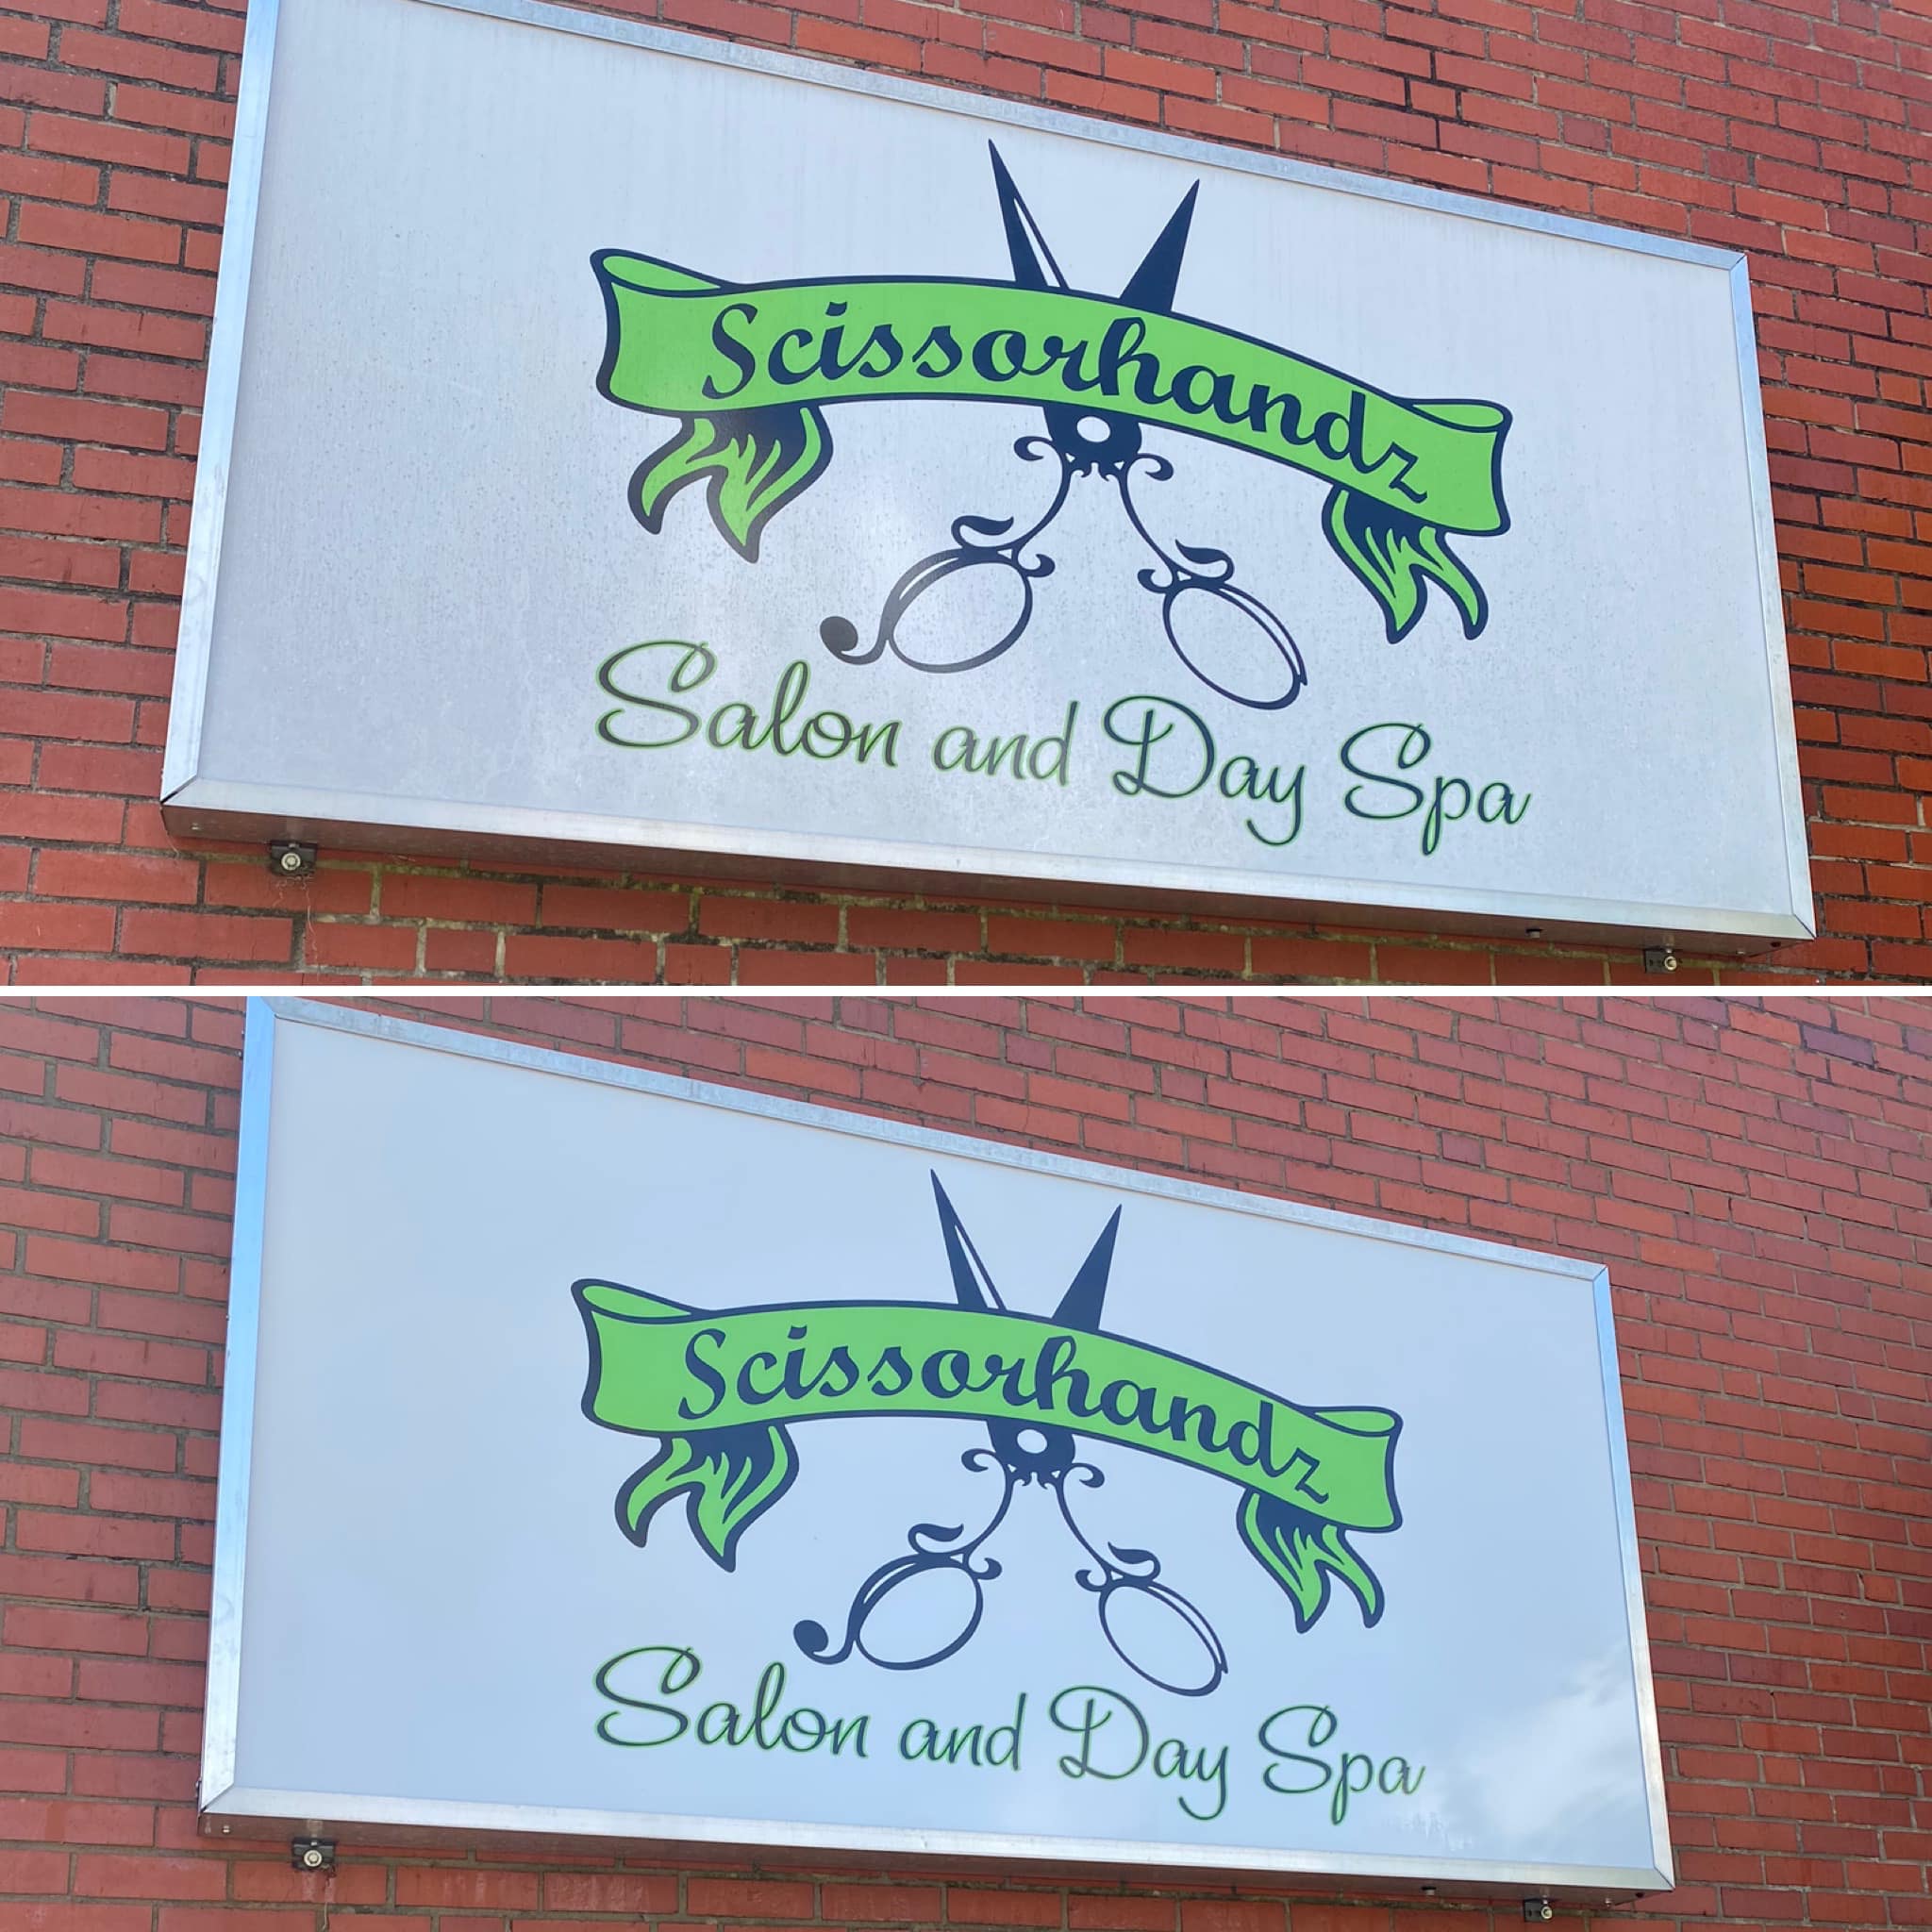 Scissorhandz
Salon and Day Spa
Scissorhandz
Salon and Day Spa